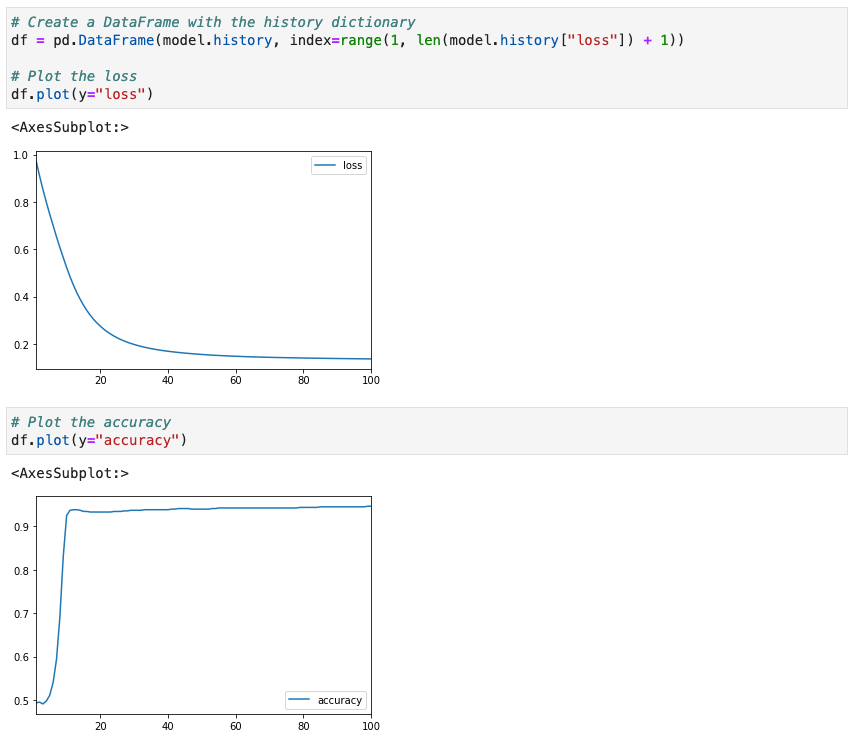 # Create a DataFrame with the history dictionary
df = pd.DataFrame(model.history, index=range(1, len(model.history["loss"]) + 1))
# Plot the loss
df.plot(y="loss")
<AxesSubplot:>
1.0
loss
0.8
0.6
0.4
0.2
20 40 60 80 100
# Plot the accuracy
df.plot(y="accuracy")
<AxesSubplot:>
0.9
0.8
0.7
0.6
0.5
accuracy
20 40 60 80 100